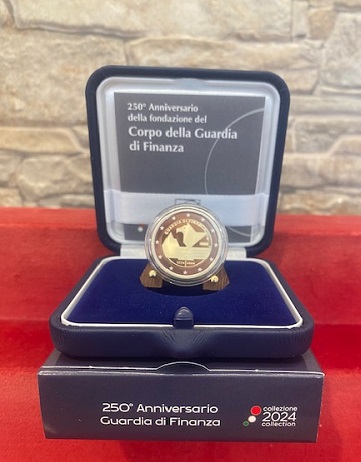 250° Anniversario
della fondazione del
Corpo della Guardia
di Finanza
250° Anniversario
Guardia di Finanza
collezione
2024
collection